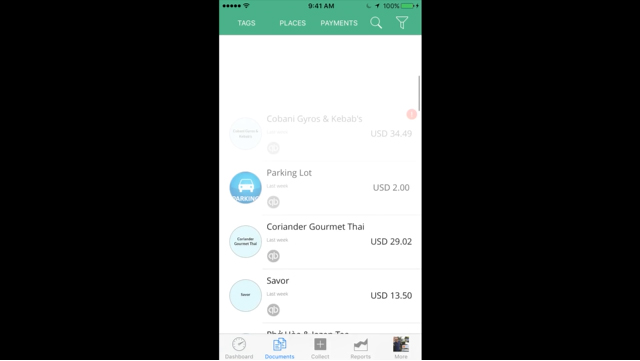 9:41 AM
100%
TAGS
PLACES
PAYMENTS
Cobani Gyros & Kebab's
Last week
USD 34.49
Parking Lot
PARKING
Last week
USD 2.00
Coriander Gourmet Thai
Coriander
Gourmet Thai
Last week
USD 29.02
Savor
Savor
Last week
USD 13.50
Dashboard
Documents
Collect
Reports
More